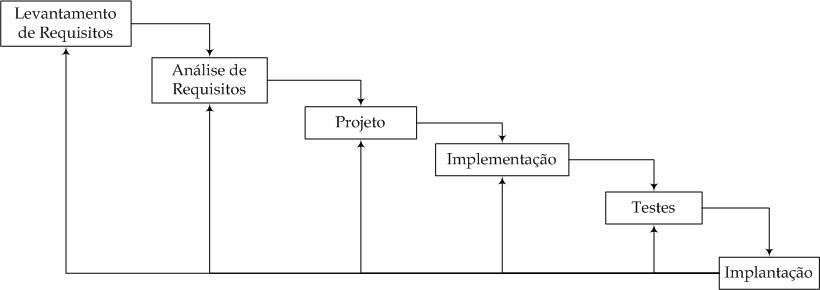 Levantamento
de Requisitos
Análise de
Requisitos
Projeto
Implementação
Testes
Implantação